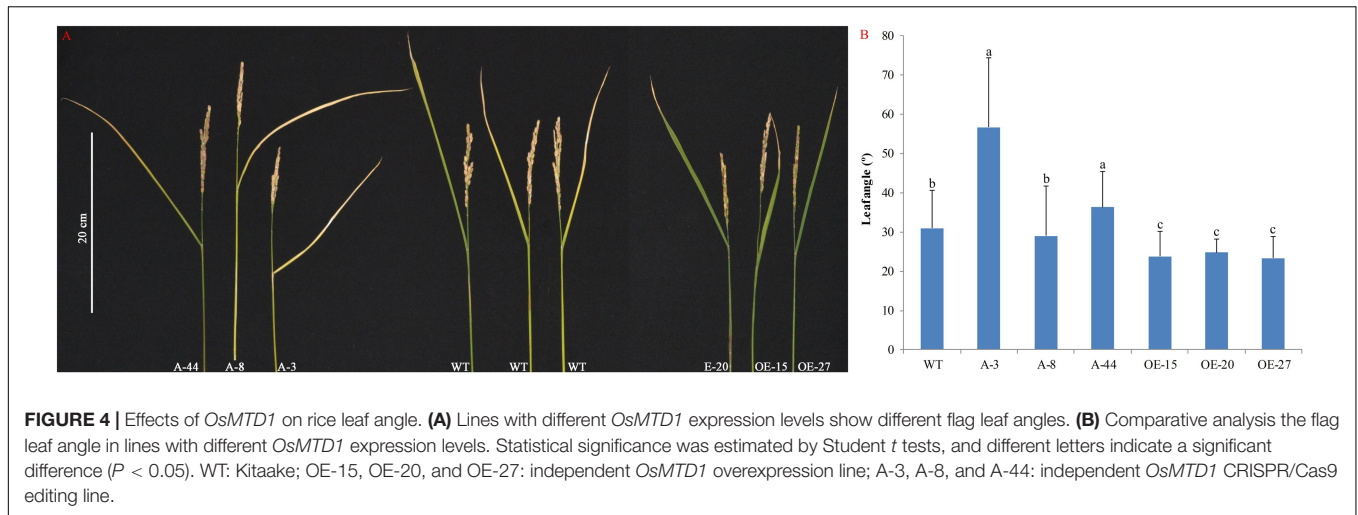 A
20 cm
A-44 A-8 A-3 WT WT WT E-20 OE-15 OE-27
B
Leaf angle (°)
80
70
60
50
40
30
20
10
0
b a b a c c c
WT A-3 A-8 A-44 OE-15 OE-20 OE-27
FIGURE 4 | Effects of OsMTD1 on rice leaf angle. (A) Lines with different OsMTD1 expression levels show different flag leaf angles. (B) Comparative analysis the flag
leaf angle in lines with different OsMTD1 expression levels. Statistical significance was estimated by Student t tests, and different letters indicate a significant
difference (P < 0.05). WT: Kitaake; OE-15, OE-20, and OE-27: independent OsMTD1 overexpression line; A-3, A-8, and A-44: independent OsMTD1 CRISPR/Cas9
editing line.